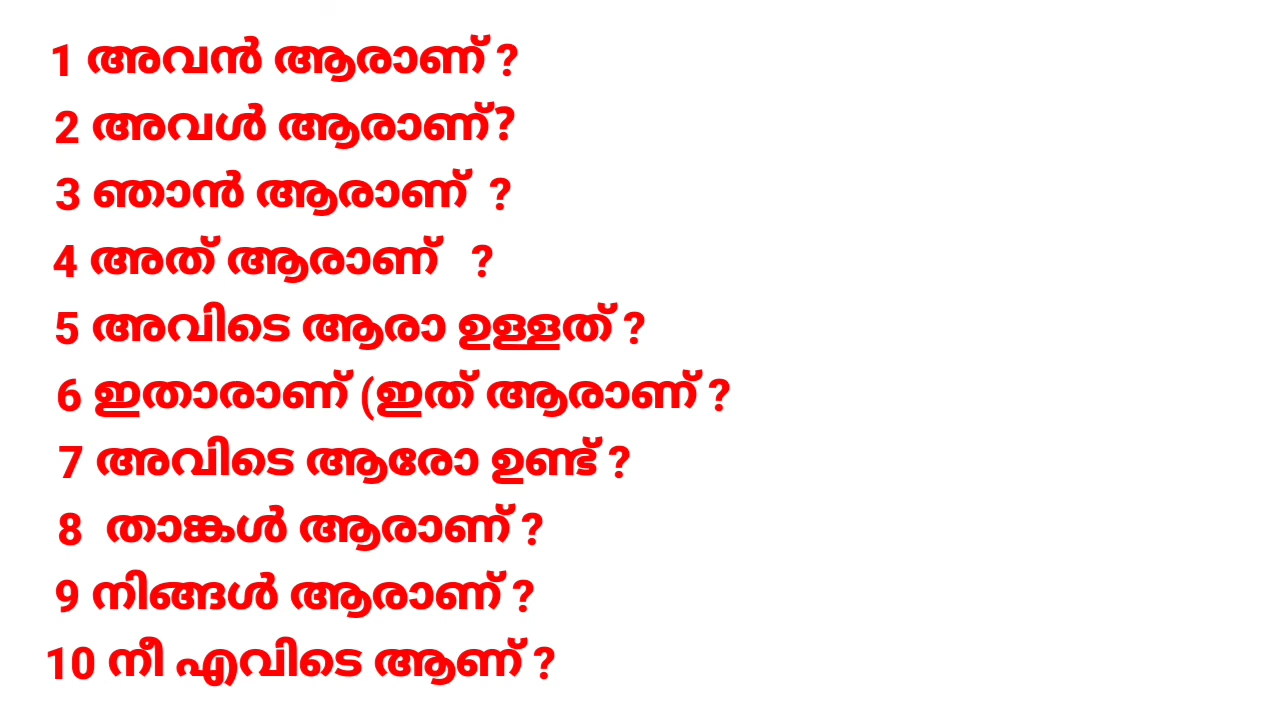 1 അവൻ ആരാണ് ?
2 അവൾ ആരാണ്?
3 ഞാൻ ആരാണ് ?
4 അത് ആരാണ് ?
5 അവിടെ ആരാ ഉള്ളത് ?
6 ഇതാരാണ് (ഇത് ആരാണ് ?
7 അവിടെ ആരോ ഉണ്ട് ?
8 താങ്കൾ ആരാണ് ?
9 നിങ്ങൾ ആരാണ് ?
10 നീ എവിടെ ആണ് ?